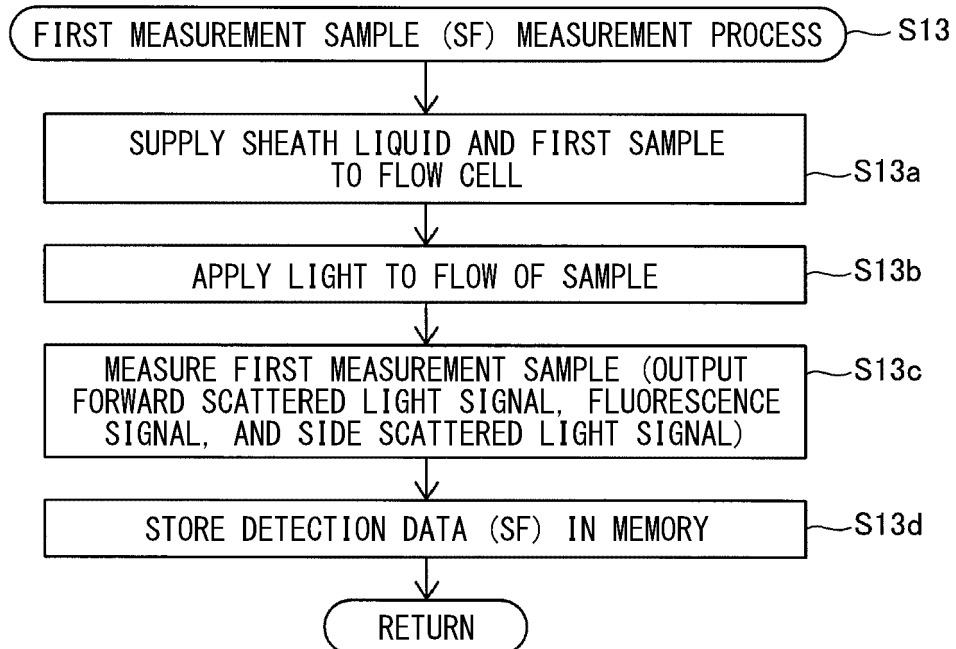 FIRST MEASUREMENT SAMPLE (SF) MEASUREMENT PROCESS
S13
SUPPLY SHEATH LIQUID AND FIRST SAMPLE
TO FLOW CELL
S13a
APPLY LIGHT TO FLOW OF SAMPLE
S13b
MEASURE FIRST MEASUREMENT SAMPLE (OUTPUT
FORWARD SCATTERED LIGHT SIGNAL, FLUORESCENCE
SIGNAL, AND SIDE SCATTERED LIGHT SIGNAL)
S13c
STORE DETECTION DATA (SF) IN MEMORY
S13d
RETURN